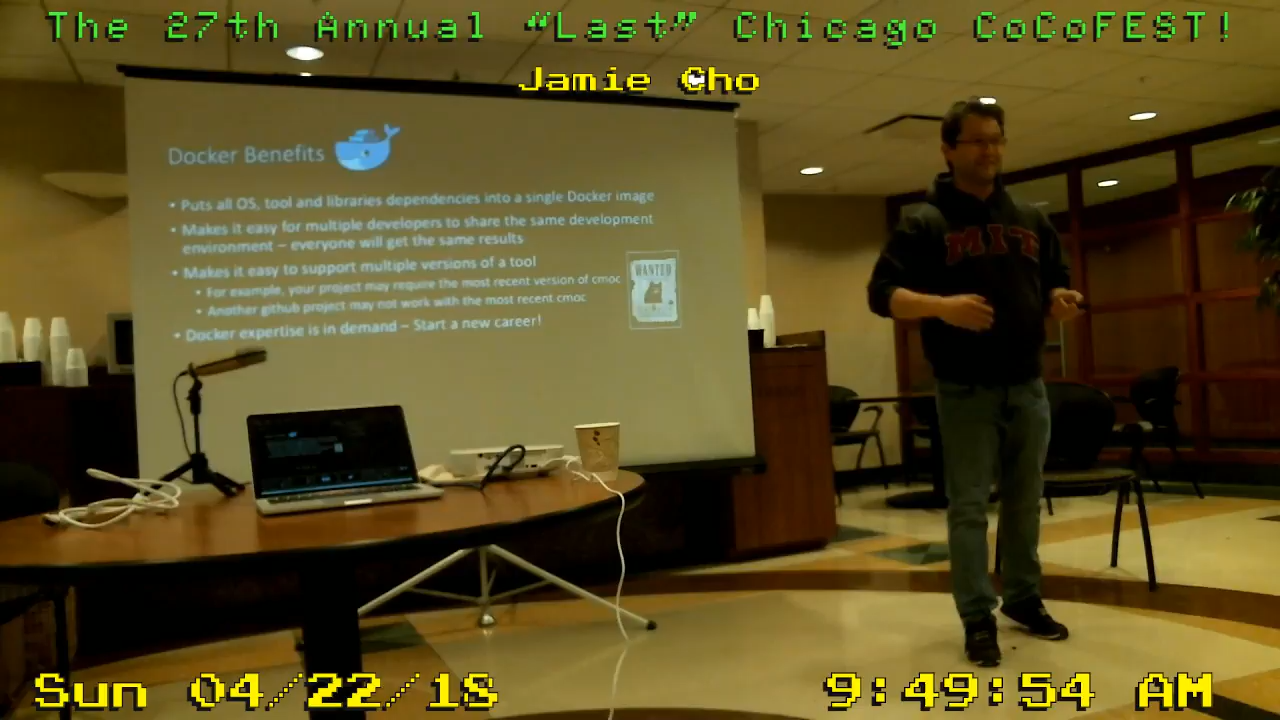 The 27th Annual “Last” Chicago CoCoFEST!
Jamie Cho
Docker Benefits
• Puts all OS, tool and libraries dependencies into a single Docker image
• Makes it easy for multiple developers to share the same development
environment – everyone will get the same results
• Makes it easy to support multiple versions of a tool
• For example, your project may require the most recent version of cmoc
• Another github project may not work with the most recent cmoc
• Docker expertise is in demand – Start a new career!
WANTED
MIT
Sun 04/22/18
9:49:54 AM